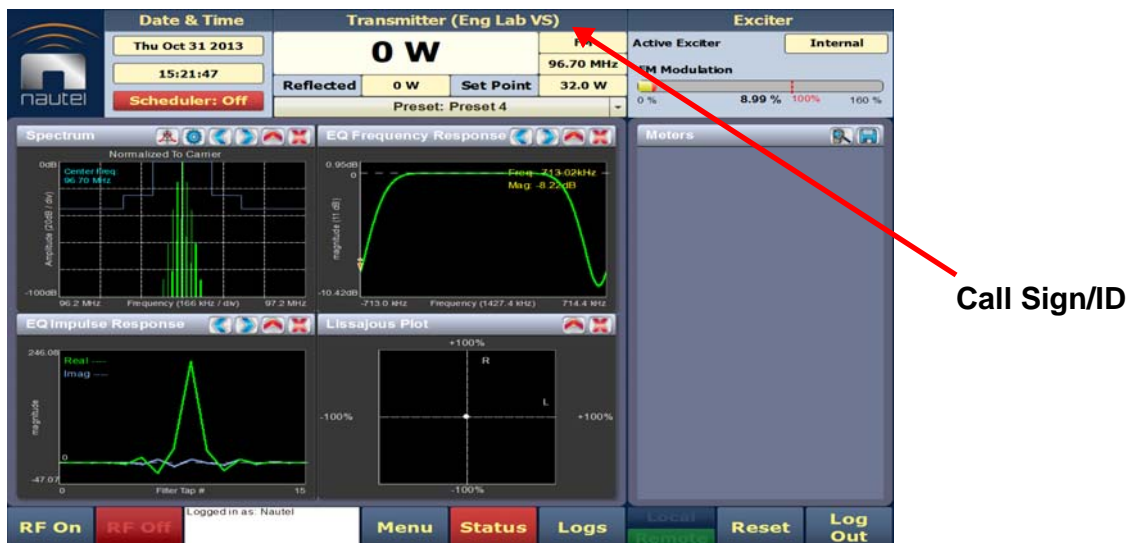 Date & Time
Transmitter (Eng Lab VS)
Exciter
nautel
Thu Oct 31 2013
15:21:47
Scheduler: Off
0 W
FM
96.70 MHz
Reflected 0 W Set Point 32.0 W
Preset: Preset 4
Active Exciter Internal
FM Modulation
0 % 8.99 % 100% 160 %
Spectrum
Normalized To Carrier
0dB
Center freq
96.70 MHz
Amplitude (20dB / div)
-100dB
96.2 MHz Frequency (166 kHz / div) 97.2 MHz
EQ Frequency Response
0.95dB
0
Freq: -713.02kHz
Mag: -8.22dB
magnitude (11 dB)
-10.42dB
-713.0 kHz Frequency (1427.4 kHz) 714.4 kHz
Meters
Call Sign/ID
EQ Impulse Response
246.08
Real ----
Imag ----
magnitude
0
-47.07
0 Filter Tap # 15
Lissajous Plot
+100%
R
L
-100% +100%
-100%
RF On
RF Off
Logged in as: Nautel
Menu
Status
Logs
Local
Remote
Reset
Log
Out